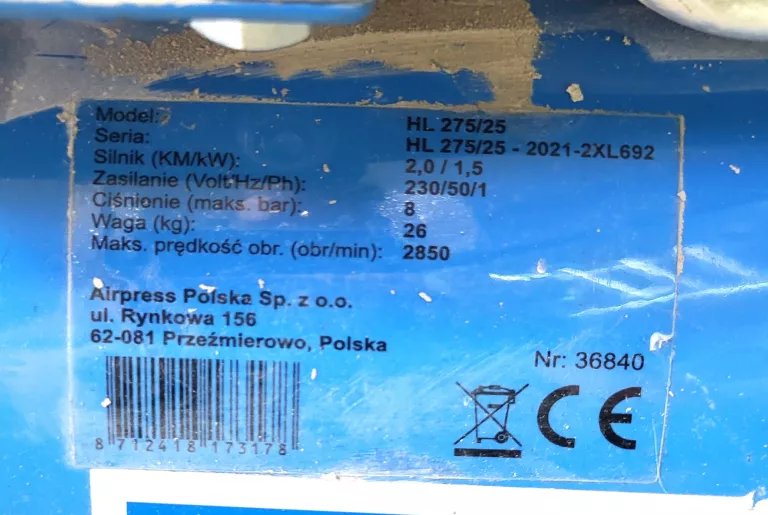 Model: HL 275/25
Seria: HL 275/25 - 2021-2XL692
Silnik (KM/kW): 2,0 / 1,5
Zasilanie (Volt/Hz/Ph): 230/50/1
Ciśnienie (maks. bar): 8
Waga (kg): 26
Maks. prędkość obr. (obr/min): 2850
Airpress Polska Sp. z o.o.
ul. Rynkowa 156
62-081 Przeźmierowo, Polska
Nr: 36840
8 712418 173178
CE